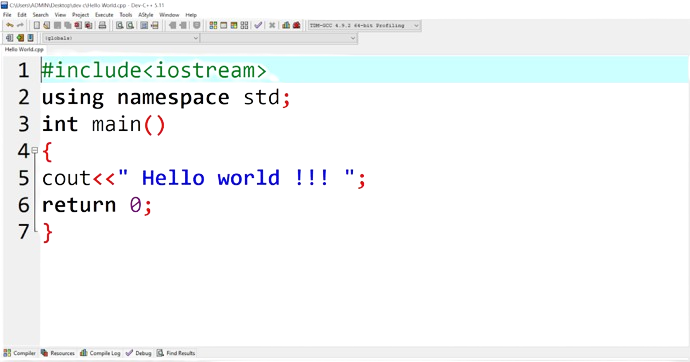 C:\Users\ADMIN\Desktop\dev c\Hello World.cpp - Dev-C++ 5.11
File Edit Search View Project Execute Tools AStyle Window Help
TDM-GCC 4.9.2 64-bit Profiling
(globals)
Hello World.cpp
1 #include<iostream>
2 using namespace std;
3 int main()
4 {
5 cout<<" Hello world !!! ";
6 return 0;
7 }
Compiler Resources Compile Log Debug Find Results